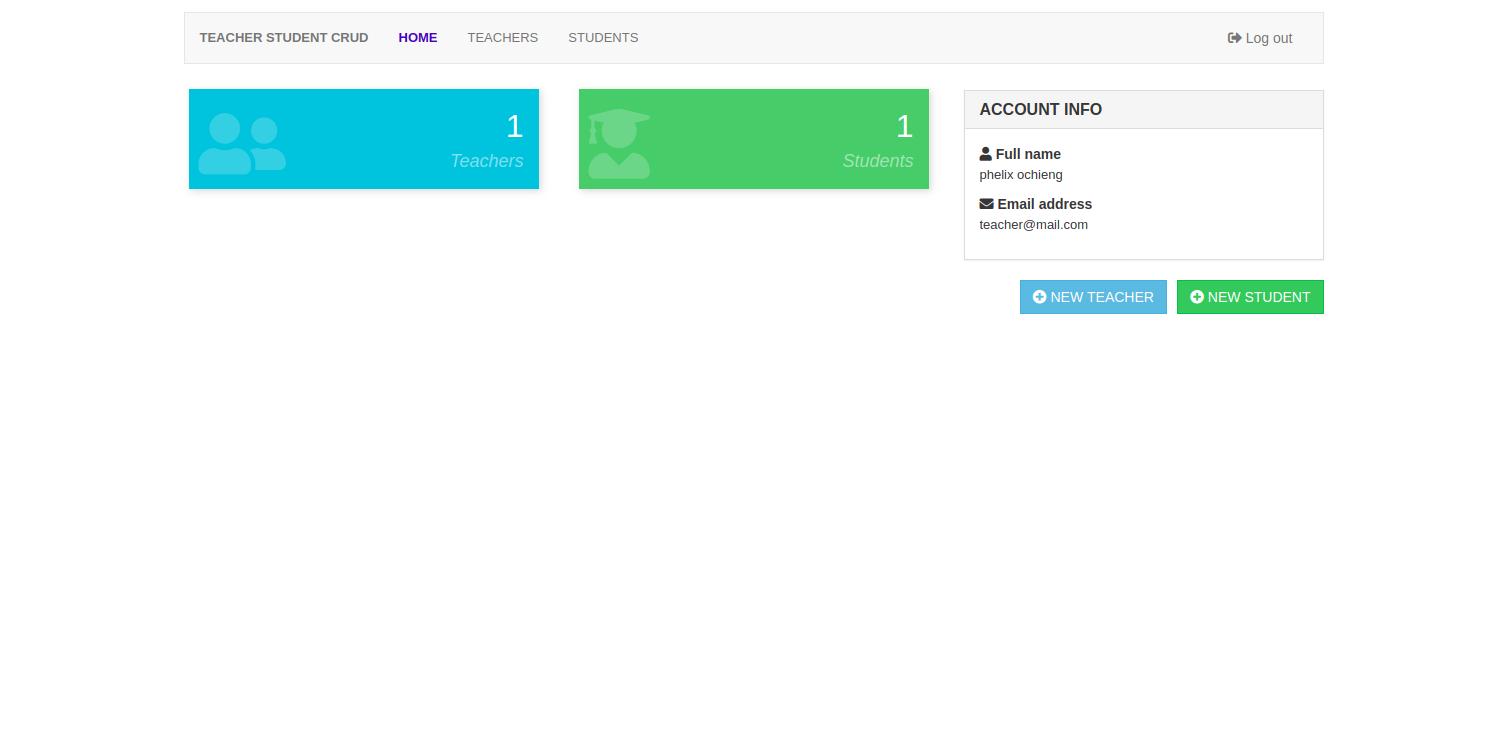 TEACHER STUDENT CRUD HOME TEACHERS STUDENTS Log out
1
Teachers
1
Students
ACCOUNT INFO
Full name
phelix ochieng
Email address
teacher@mail.com
NEW TEACHER NEW STUDENT